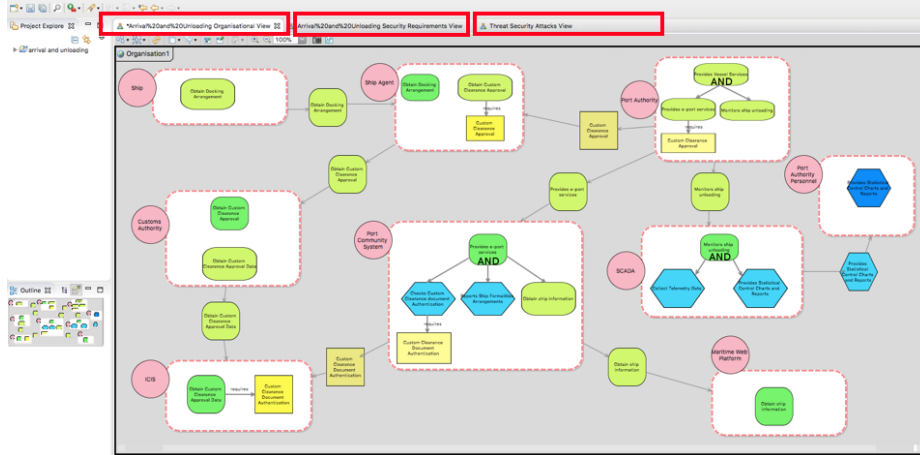 Project Explorer
*Arrival%20and%20Unloading Organisational View
Arrival%20and%20Unloading Security Requirements View
Threat Security Attacks View
arrival and unloading
100%
Organisation1
Ship
Obtain Docking
Arrangement
Obtain Docking
Arrangement
Ship Agent
Obtain Docking
Arrangement
Obtain Custom
Clearance Approval
requires
Custom
Clearance
Approval
Custom
Clearance
Approval
Port Authority
Provides Vessel Services
AND
Provides e-port services
Monitors ship unloading
requires
Custom Clearance
Approval
Obtain Custom
Clearance
Approval
Provides e-port
services
Monitors ship
unloading
Port
Authority
Personnel
Provides Statistical
Control Charts and
Reports
Customs
Authority
Obtain Custom
Clearance
Approval
Obtain Custom
Clearance Approval Data
Port
Community
System
Provides e-port
services
AND
Checks Custom
Clearance document
Authentication
Reports Ship Formalities
Arrangements
Obtain ship information
requires
Custom Clearance
Document
Authentication
SCADA
Monitors ship
unloading
AND
Collect Telemetry Data
Provides Statistical
Control Charts and
Reports
Provides
Statistical
Control Charts
and Reports
Outline
Obtain Custom
Clearance
Approval Data
ICIS
Obtain Custom
Clearance
Approval Data
requires
Custom
Clearance
Document
Authentication
Custom
Clearance
Document
Authentication
Obtain ship
information
Maritime Web
Platform
Obtain ship
information